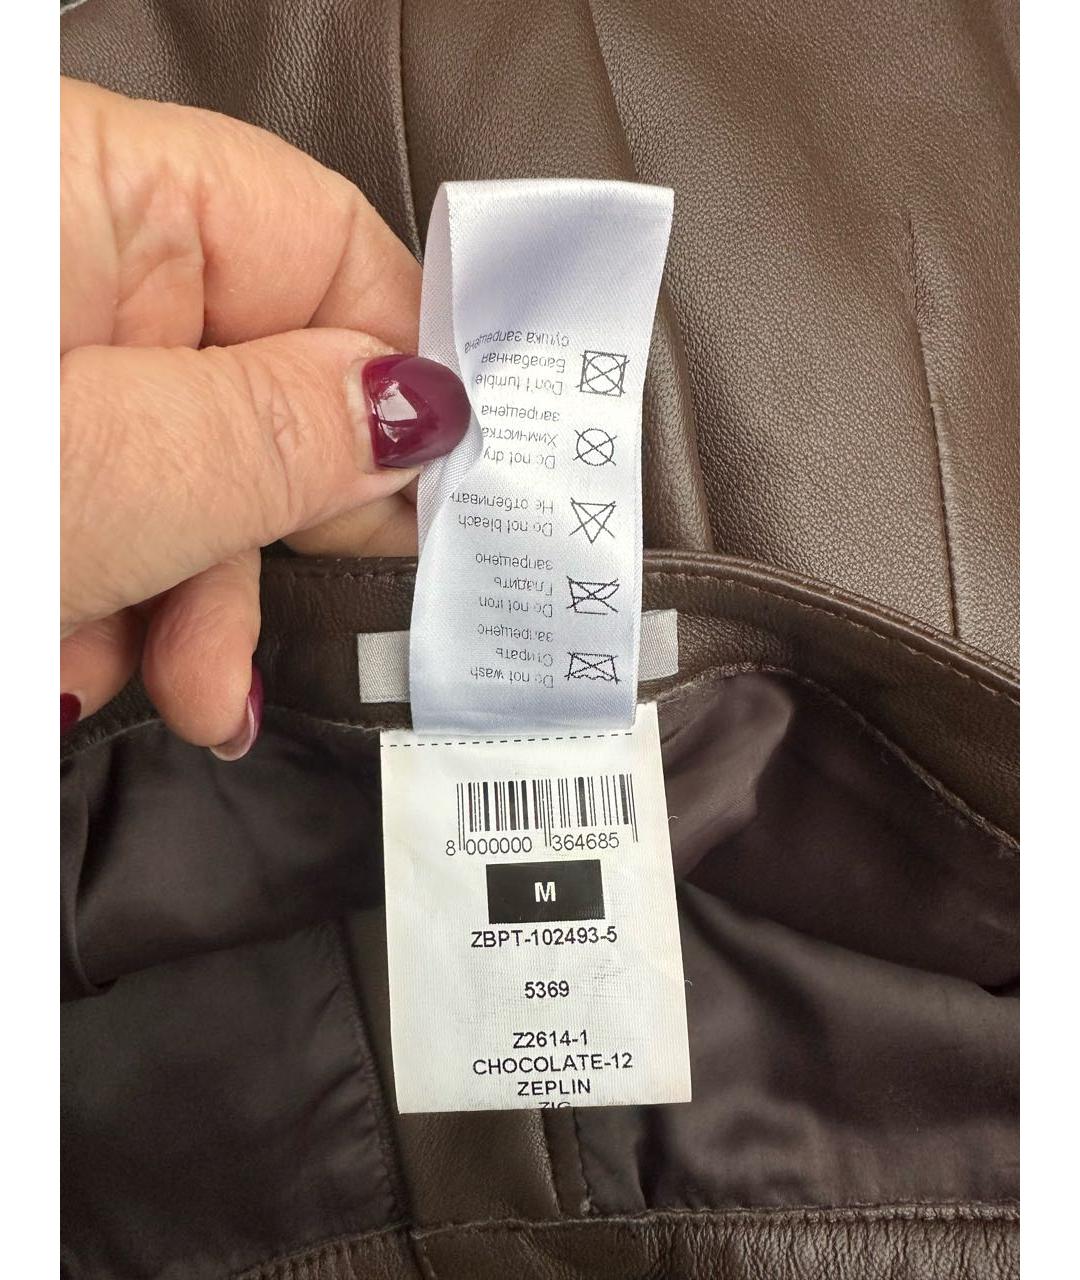 Do not wash
Стирать
запрещено
Do not iron
Гладить
запрещено
Do not bleach
Не отбеливать
Do not dry
Химчистка
запрещена
Don't tumble
Барабанная
сушка запрещена
8 000000 364685
M
ZBPT-102493-5
5369
Z2614-1
CHOCOLATE-12
ZEPLIN